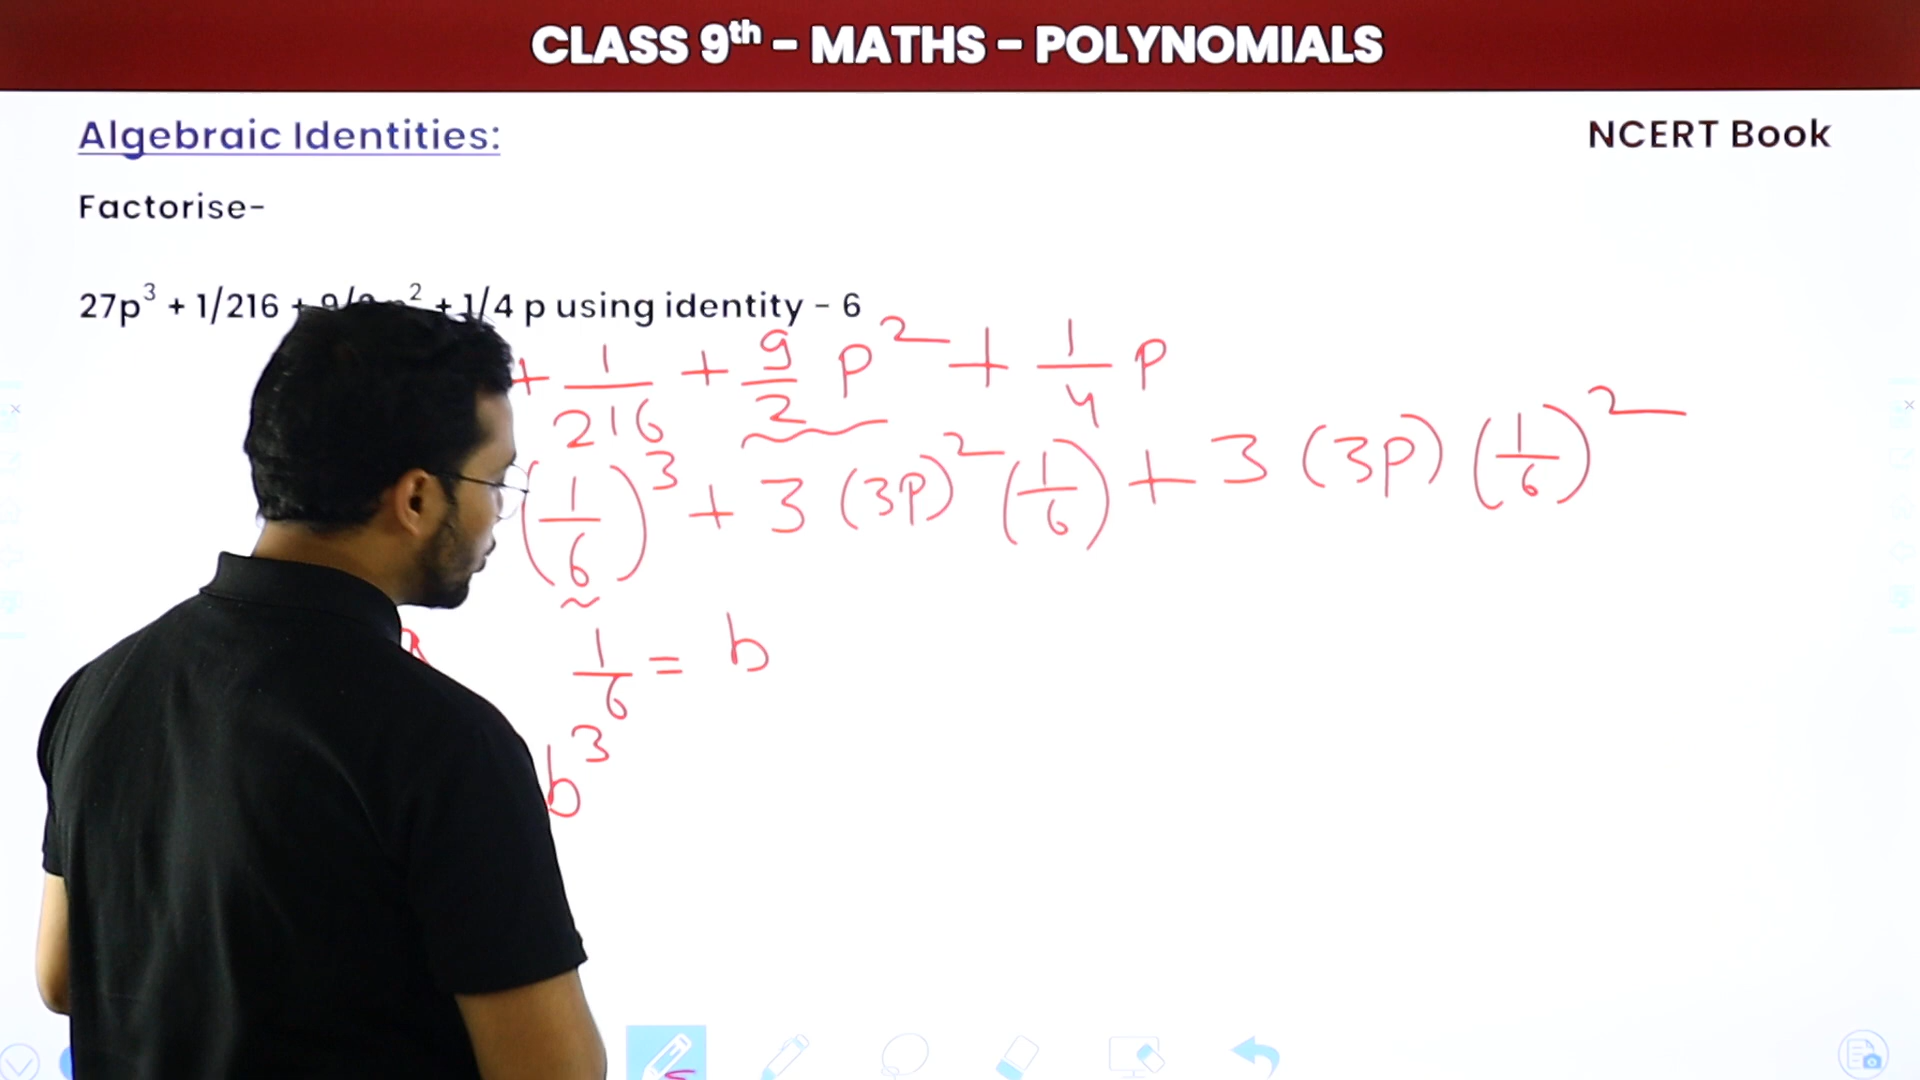 CLASS 9th - MATHS - POLYNOMIALS
Algebraic Identities:
NCERT Book
Factorise-
27p³ + 1/216 + 9/ ² + 1/4 p using identity - 6
+ 1/216 + 9/2 p² + 1/4 p
(1/6)³ + 3 (3p)² (1/6) + 3 (3p) (1/6)²
1/6 = b
b³